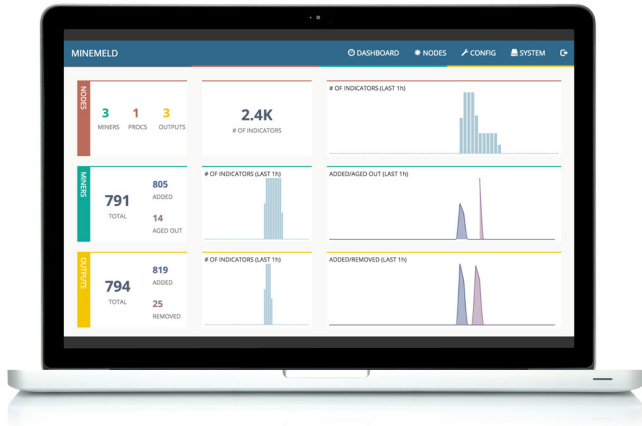 MINEMELD
DASHBOARD NODES CONFIG SYSTEM
NODES
3 1 3
MINERS PROCS OUTPUTS
2.4K
# OF INDICATORS
# OF INDICATORS (LAST 1h)
MINERS
791
TOTAL
805
ADDED
14
AGED OUT
# OF INDICATORS (LAST 1h)
ADDED/AGED OUT (LAST 1h)
OUTPUTS
794
TOTAL
819
ADDED
25
REMOVED
# OF INDICATORS (LAST 1h)
ADDED/REMOVED (LAST 1h)